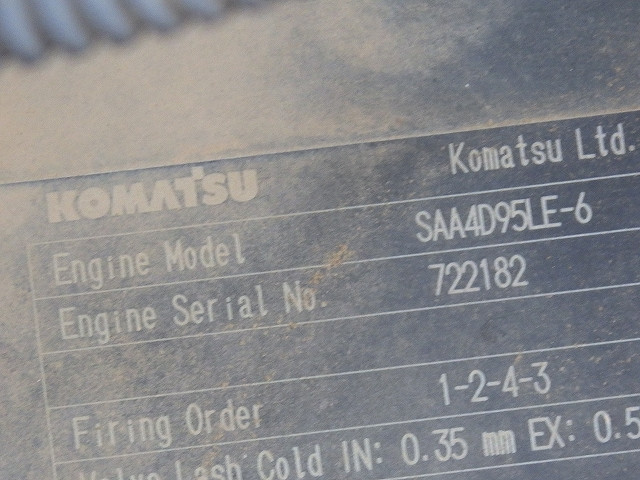 KOMATSU
Komatsu Ltd.
Engine Model SAA4D95LE-6
Engine Serial No. 722182
Firing Order 1-2-4-3
Valve Lash Cold IN: 0.35 mm EX: 0.5